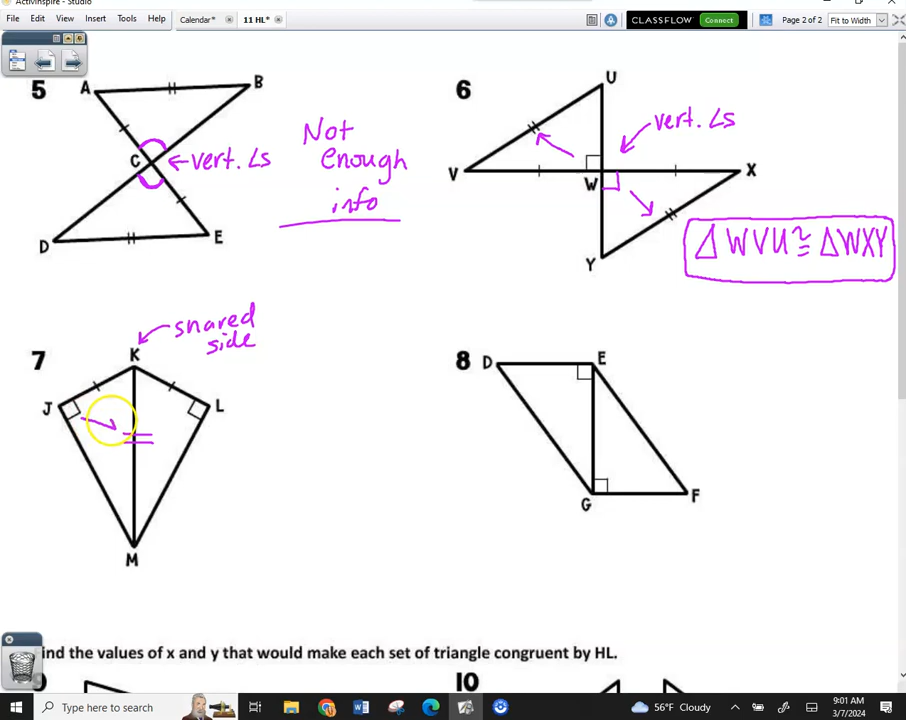 ActivInspire - Studio
File Edit View Insert Tools Help
Calendar*
11 HL*
CLASSFLOW
Connect
Page 2 of 2
Fit to Width
5
A
B
C
D
E
vert. ∠s
Not
enough
info
6
U
V
W
X
Y
vert. ∠s
△WVU≅△WXY
7
K
J
L
M
shared
side
8
D
E
G
F
ind the values of x and y that would make each set of triangle congruent by HL.
10
Type here to search
56°F Cloudy
9:01 AM
3/7/2024